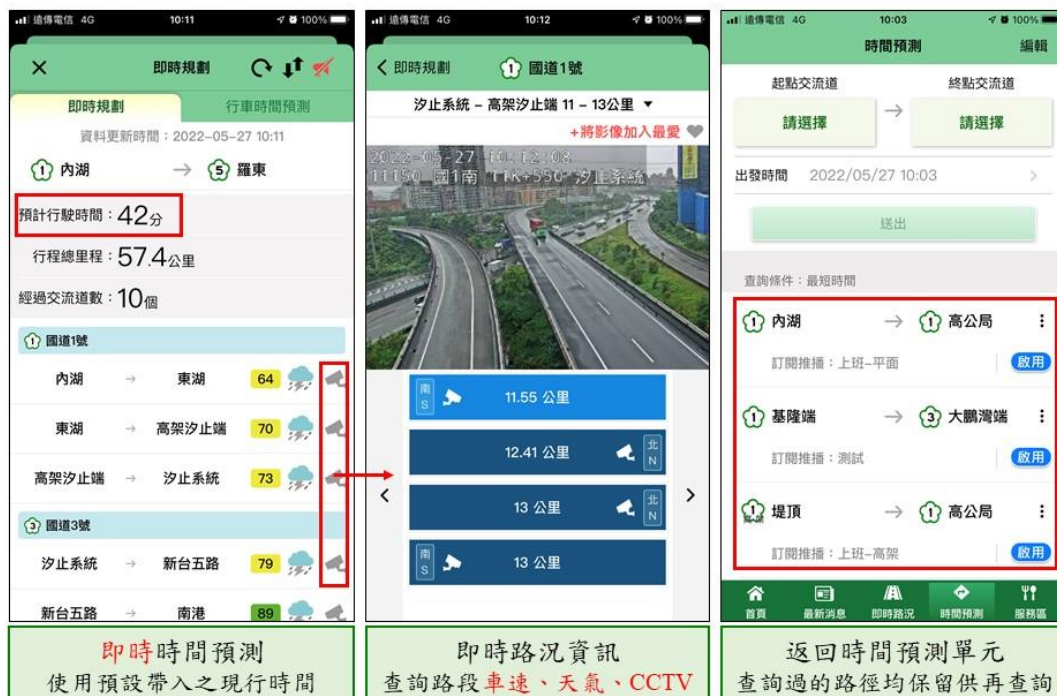 遠傳電信 4G 10:11 100%
即時規劃
即時規劃 行車時間預測
資料更新時間：2022-05-27 10:11
1 內湖 → 5 羅東
預計行駛時間：42分
行程總里程：57.4公里
經過交流道數：10個
1 國道1號
內湖 → 東湖 64
東湖 → 高架汐止端 70
高架汐止端 → 汐止系統 73
3 國道3號
汐止系統 → 新台五路 79
新台五路 → 南港 89
即時時間預測
使用預設帶入之現行時間
遠傳電信 4G 10:12 100%
即時規劃 1 國道1號
汐止系統 – 高架汐止端 11 – 13公里 ▼
+將影像加入最愛
2022-05-27 10:12:08
11150 國1南 11K+550 汐止系統
南 S 11.55 公里
12.41 公里 北 N
13 公里 北 N
南 S 13 公里
即時路況資訊
查詢路段車速、天氣、CCTV
遠傳電信 4G 10:03 100%
時間預測 編輯
起點交流道 終點交流道
請選擇 → 請選擇
出發時間 2022/05/27 10:03
送出
查詢條件：最短時間
1 內湖 → 1 高公局
訂閱推播：上班-平面 啟用
1 基隆端 → 3 大鵬灣端
訂閱推播：測試 啟用
1 堤頂 → 1 高公局
訂閱推播：上班-高架 啟用
首頁 最新消息 即時路況 時間預測 服務區
返回時間預測單元
查詢過的路徑均保留供再查詢